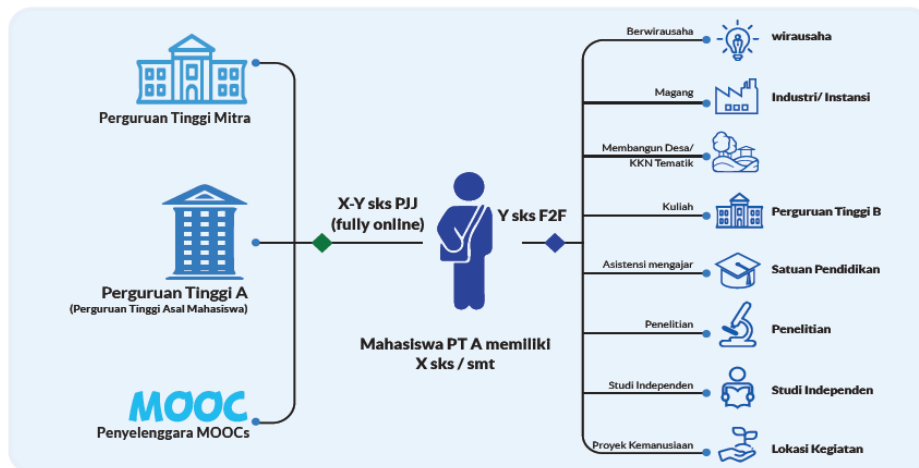 Perguruan Tinggi Mitra
Perguruan Tinggi A
(Perguruan Tinggi Asal Mahasiswa)
MOOC
Penyelenggara MOOCs
X-Y sks PJJ
(fully online)
Y sks F2F
Mahasiswa PT A memiliki
X sks / smt
Berwirausaha
wirausaha
Magang
Industri/ Instansi
Membangun Desa/
KKN Tematik
Kuliah
Perguruan Tinggi B
Asistensi mengajar
Satuan Pendidikan
Penelitian
Penelitian
Studi Independen
Studi Independen
Proyek Kemanusiaan
Lokasi Kegiatan